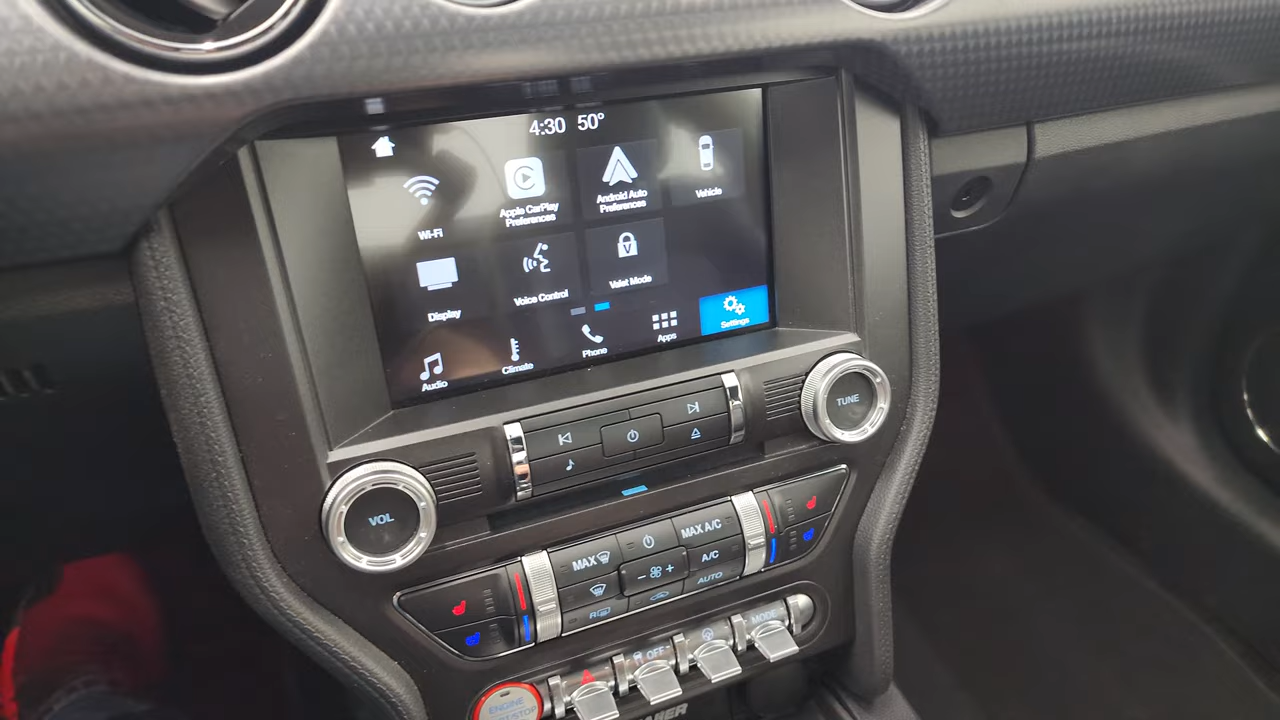 4:30 50°
Wi-Fi
Apple CarPlay
Preferences
Android Auto
Preferences
Vehicle
Display
Voice Control
Valet Mode
Audio
Climate
Phone
Apps
Settings
VOL
TUNE
MAX
MAX A/C
- +
A/C
R
AUTO
OFF
MODE
ENGINE